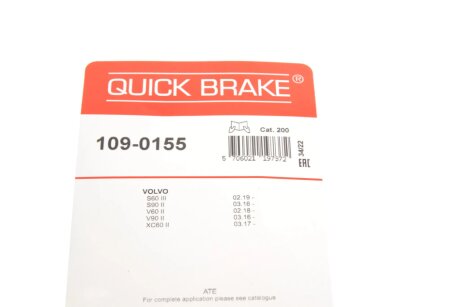 QUICK BRAKE®
109-0155
Cat. 200
5 706021 197372
34/22
EAC
VOLVO
S60 III 02.19 -
S90 II 03.16 -
V60 II 02.18 -
V90 II 03.16 -
XC60 II 03.17 -
ATE
For complete application please see catalogue